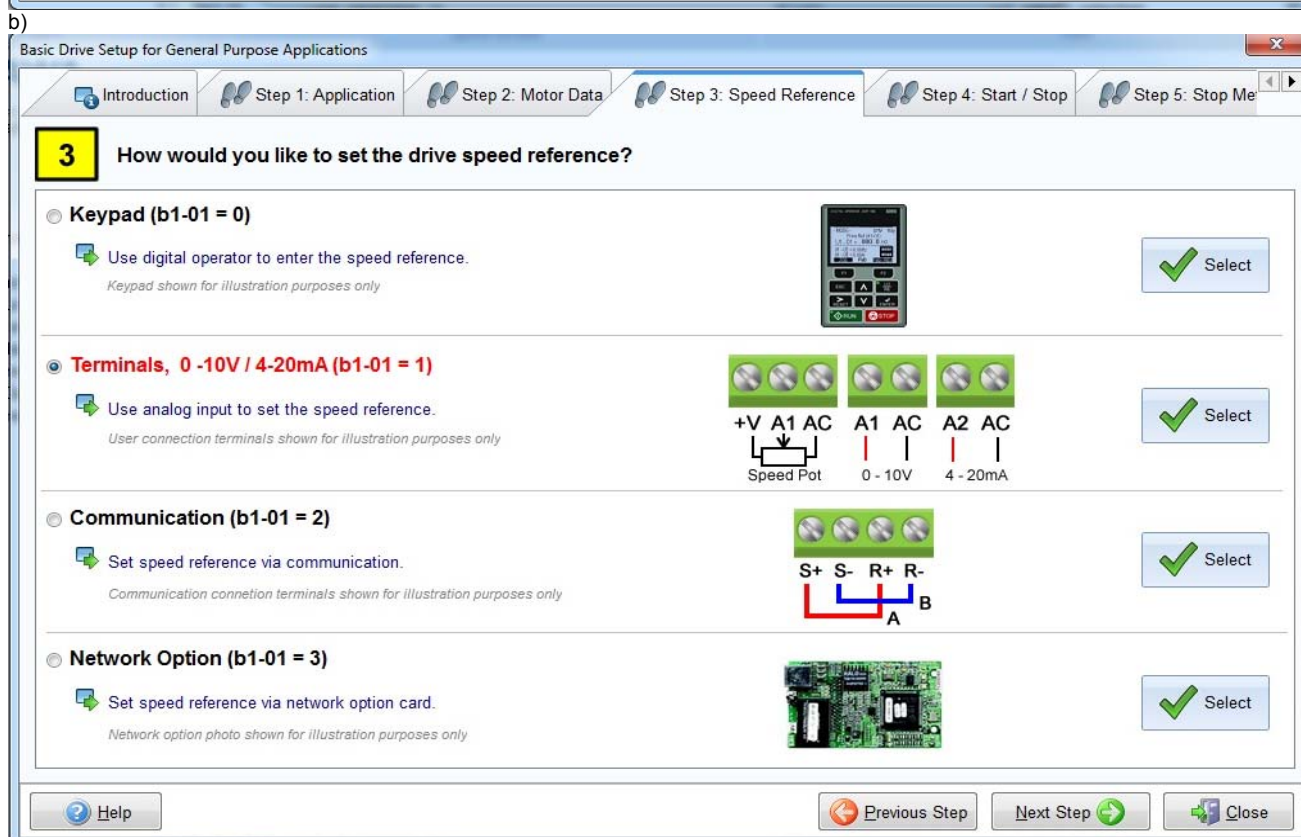 b)
Basic Drive Setup for General Purpose Applications
Introduction Step 1: Application Step 2: Motor Data Step 3: Speed Reference Step 4: Start / Stop Step 5: Stop Me
3 How would you like to set the drive speed reference?
Keypad (b1-01 = 0)
Use digital operator to enter the speed reference.
Keypad shown for illustration purposes only
Select
Terminals, 0 -10V / 4-20mA (b1-01 = 1)
Use analog input to set the speed reference.
User connection terminals shown for illustration purposes only
+V A1 AC A1 AC A2 AC
Speed Pot 0 - 10V 4 - 20mA
Select
Communication (b1-01 = 2)
Set speed reference via communication.
Communication connetion terminals shown for illustration purposes only
S+ S- R+ R-
B
A
Select
Network Option (b1-01 = 3)
Set speed reference via network option card.
Network option photo shown for illustration purposes only
Select
Help Previous Step Next Step Close